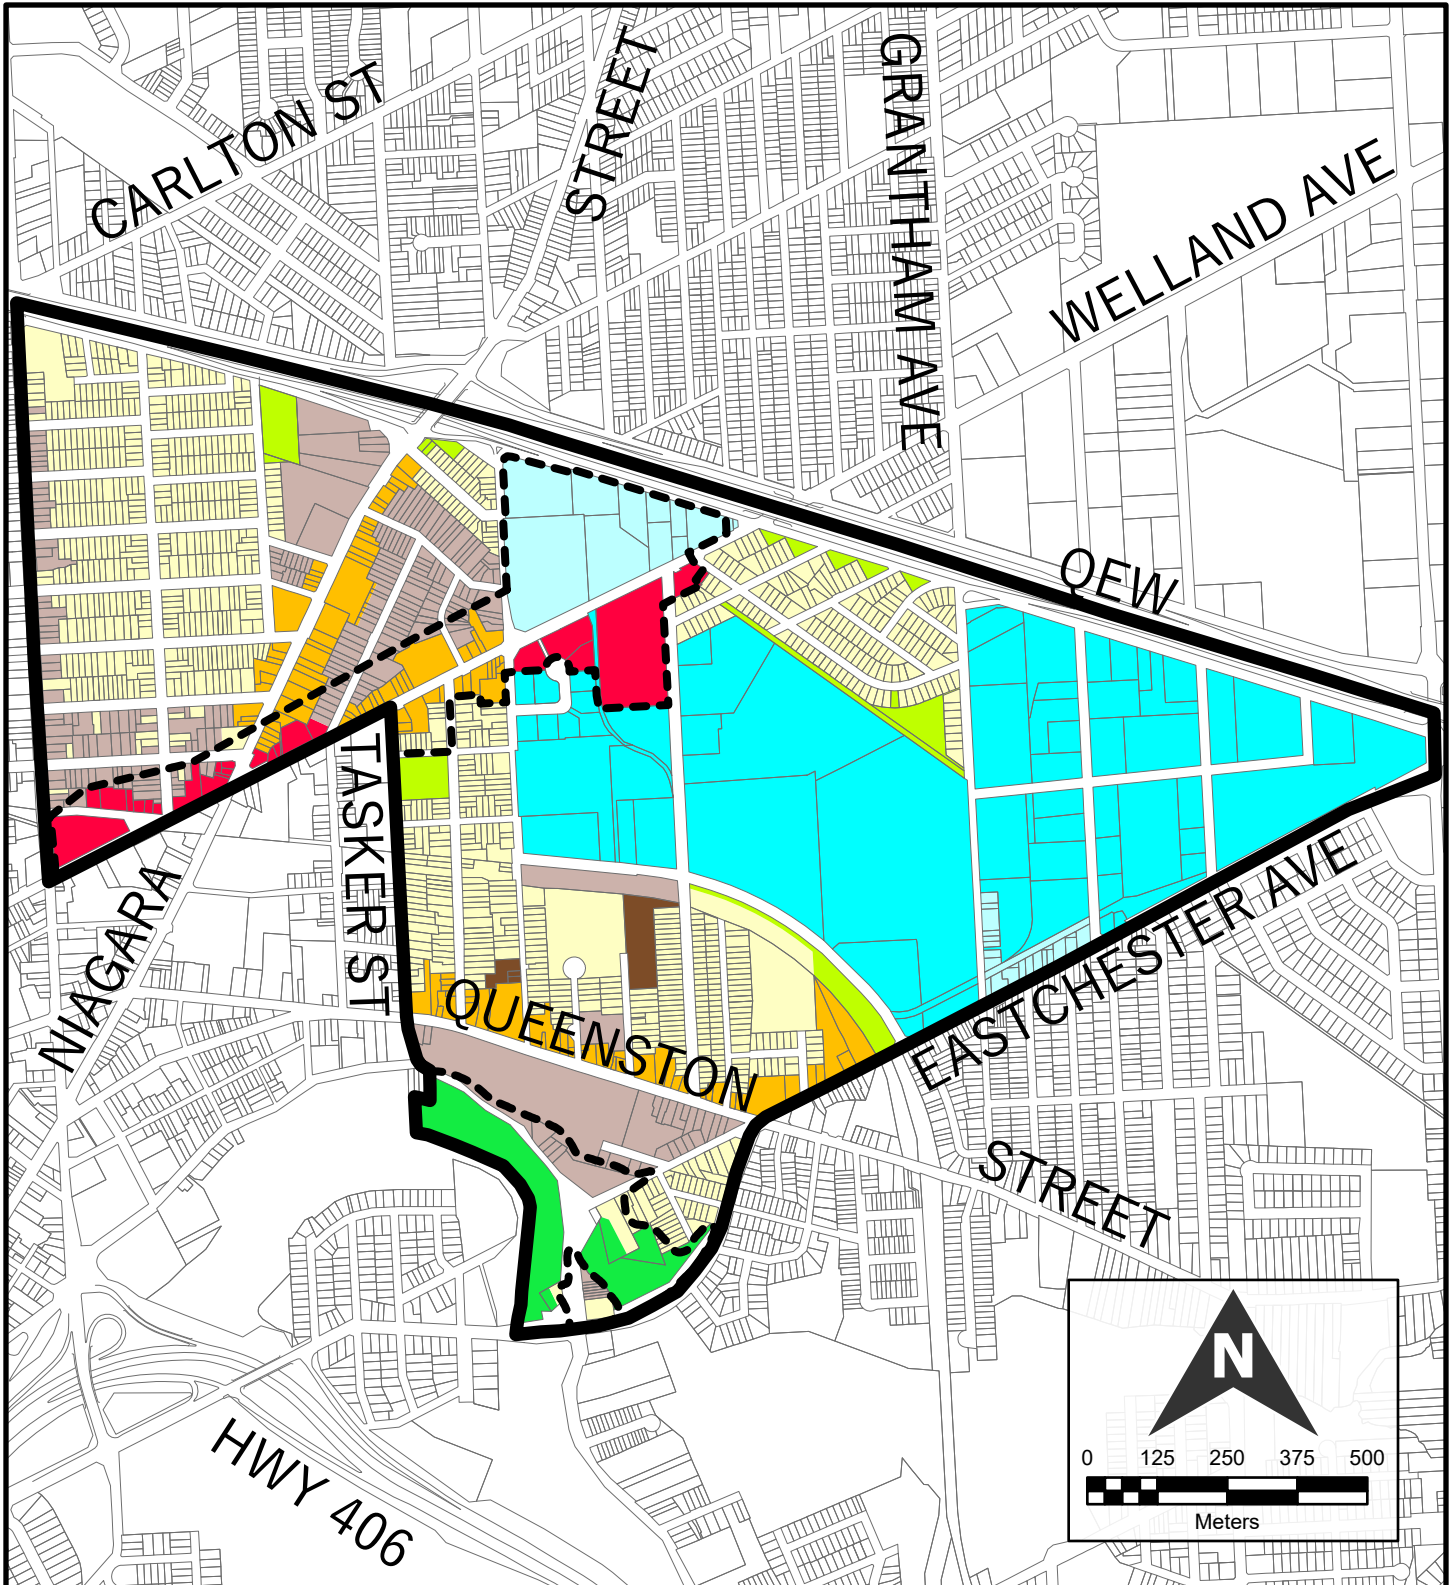 CARLTON ST
STREET
GRANTHAM AVE
WELLAND AVE
QEW
TASKER ST
NIAGARA
QUEENSTON
EASTCHESTER AVE
STREET
HWY 406
N
0 125 250 375 500
Meters